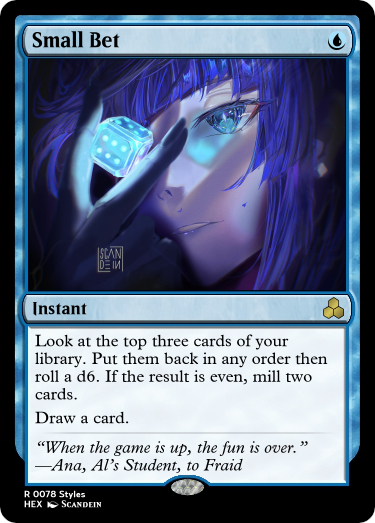 Small Bet
SCAN
DEIN
Instant
Look at the top three cards of your
library. Put them back in any order then
roll a d6. If the result is even, mill two
cards.
Draw a card.
“When the game is up, the fun is over.”
—Ana, Al’s Student, to Fraid
R 0078 Styles
HEX SCANDEIN